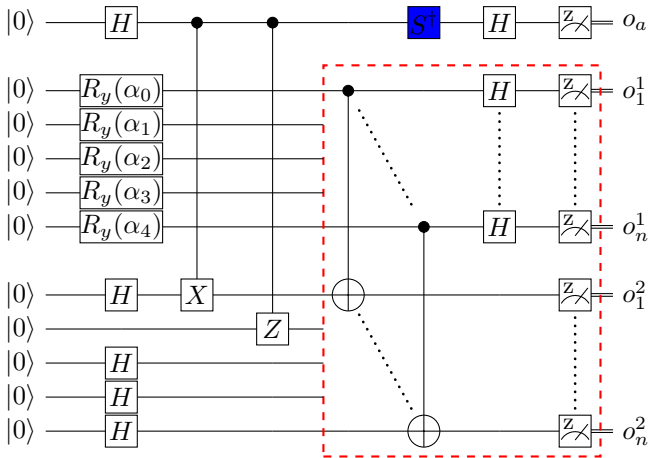 |0⟩ H S† H Z o_a
|0⟩ R_y(α_0) H Z o_1^1
|0⟩ R_y(α_1)
|0⟩ R_y(α_2)
|0⟩ R_y(α_3)
|0⟩ R_y(α_4) H Z o_n^1
|0⟩ H X Z o_1^2
|0⟩ Z
|0⟩ H
|0⟩ H
|0⟩ H Z o_n^2